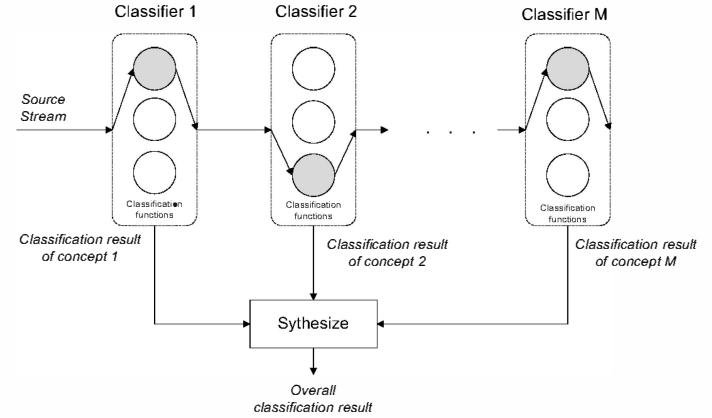 Classifier 1
Classifier 2
Classifier M
Source
Stream
. . .
Classification
functions
Classification
functions
Classification
functions
Classification result
of concept 1
Classification result
of concept 2
Classification result
of concept M
Sythesize
Overall
classification result